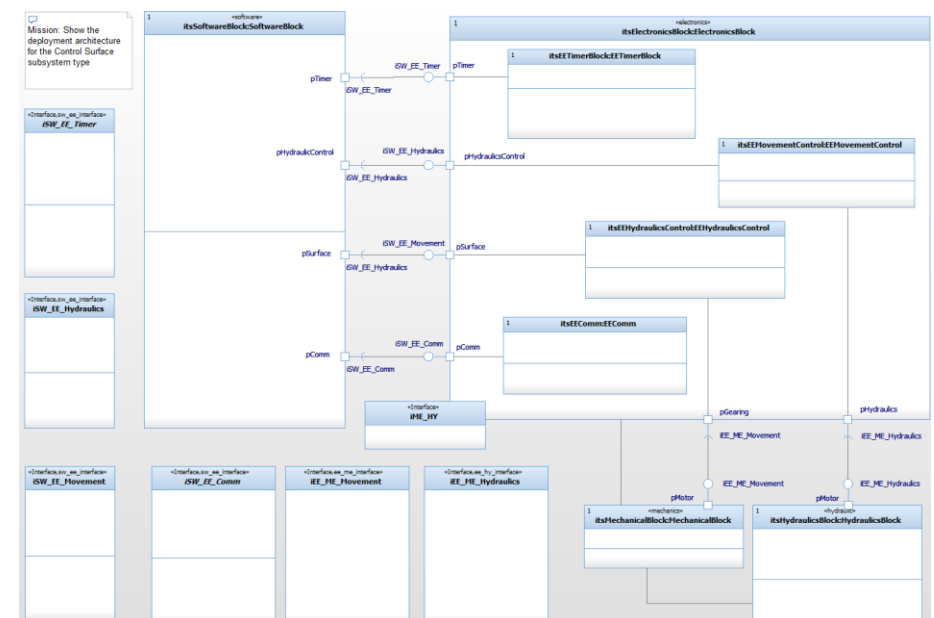 Mission: Show the
deployment architecture
for the Control Surface
subsystem type
1
«software»
itsSoftwareBlock:SoftwareBlock
1
«electronics»
itsElectronicsBlock:ElectronicsBlock
1
itsEETimerBlock:EETimerBlock
pTimer
iSW_EE_Timer
pTimer
iSW_EE_Timer
«Interface,sw_ee_interface»
iSW_EE_Timer
1
itsEEMovementControl:EEMovementControl
pHydraulicControl
iSW_EE_Hydraulics
pHydraulicsControl
iSW_EE_Hydraulics
1
itsEEHydraulicsControl:EEHydraulicsControl
pSurface
iSW_EE_Movement
pSurface
iSW_EE_Hydraulics
«Interface,sw_ee_interface»
iSW_EE_Hydraulics
1
itsEEComm:EEComm
pComm
iSW_EE_Comm
pComm
iSW_EE_Comm
«Interface»
iME_HY
pGearing
pHydraulics
iEE_ME_Movement
iEE_ME_Hydraulics
«Interface,sw_ee_interface»
iSW_EE_Movement
«Interface,sw_ee_interface»
iSW_EE_Comm
«Interface,ee_me_interface»
iEE_ME_Movement
«Interface,ee_hy_interface»
iEE_ME_Hydraulics
iEE_ME_Movement
iEE_ME_Hydraulics
pMotor
pMotor
1
«mechanics»
itsMechanicalBlock:MechanicalBlock
1
«hydraulic»
itsHydraulicsBlock:HydraulicsBlock